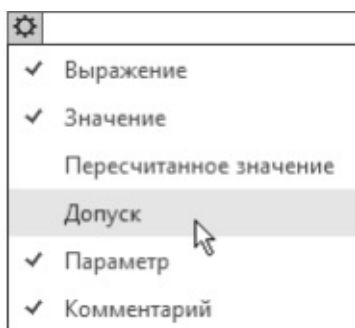 Выражение
Значение
Пересчитанное значение
Допуск
Параметр
Комментарий